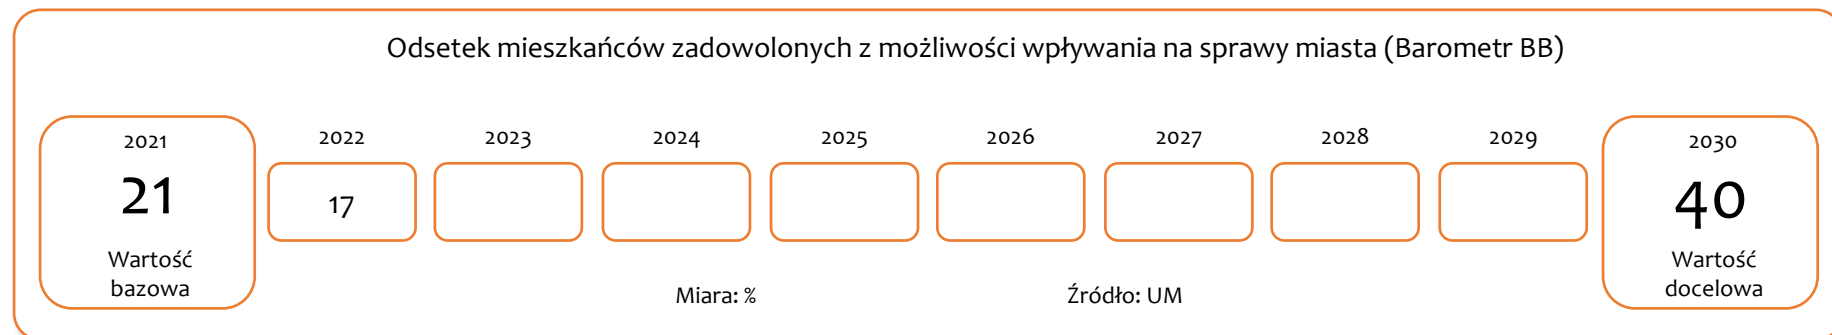 Odsetek mieszkańców zadowolonych z możliwości wpływania na sprawy miasta (Barometr BB)
2021
21
Wartość
bazowa
2022
17
2023
2024
2025
2026
2027
2028
2029
2030
40
Wartość
docelowa
Miara: %
Źródło: UM